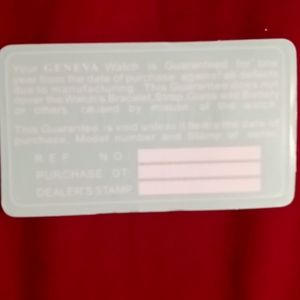 Your GENEVA Watch is Guaranteed for one
year from the date of purchase against all defects
due to manufacturing. This Guarantee does not
cover the Watch's Bracelet, Strap, Glass and Battery
or others caused by misuse of the watch.
This Guarantee is void unless it bears the date of
purchase, Model number and Stamp of
REF NO.
PURCHASE DT.
DEALER'S STAMP